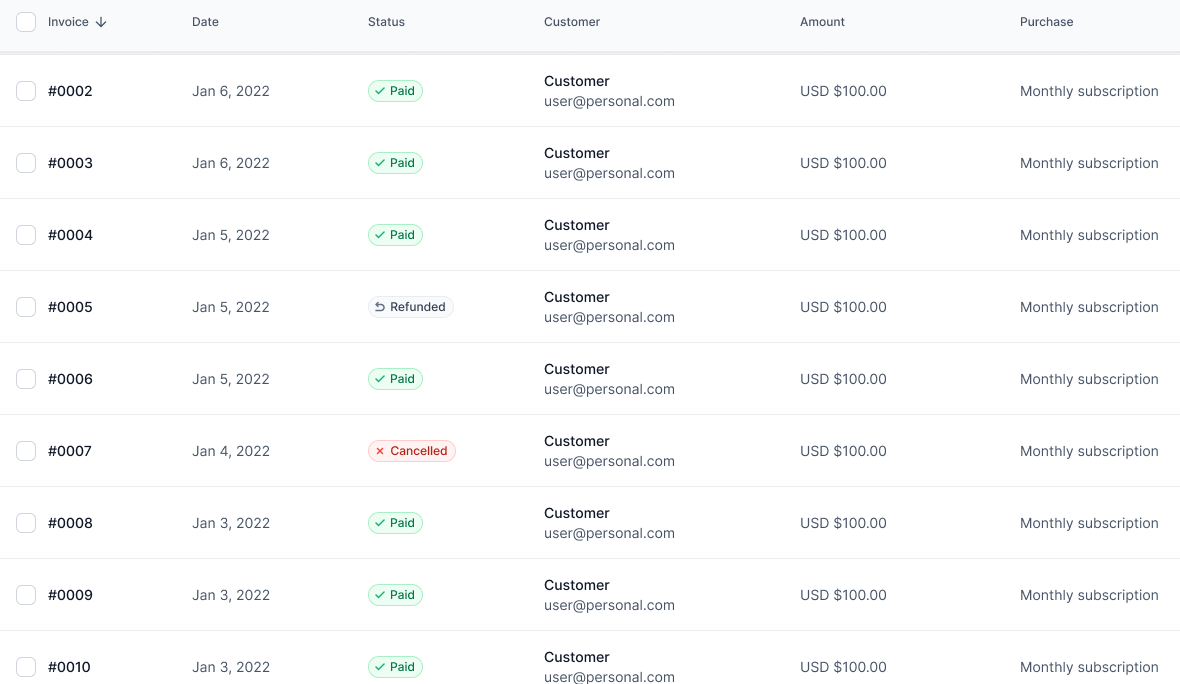 Invoice Date Status Customer Amount Purchase
#0002 Jan 6, 2022 Paid Customer USD $100.00 Monthly subscription
user@personal.com
#0003 Jan 6, 2022 Paid Customer USD $100.00 Monthly subscription
user@personal.com
#0004 Jan 5, 2022 Paid Customer USD $100.00 Monthly subscription
user@personal.com
#0005 Jan 5, 2022 Refunded Customer USD $100.00 Monthly subscription
user@personal.com
#0006 Jan 5, 2022 Paid Customer USD $100.00 Monthly subscription
user@personal.com
#0007 Jan 4, 2022 Cancelled Customer USD $100.00 Monthly subscription
user@personal.com
#0008 Jan 3, 2022 Paid Customer USD $100.00 Monthly subscription
user@personal.com
#0009 Jan 3, 2022 Paid Customer USD $100.00 Monthly subscription
user@personal.com
#0010 Jan 3, 2022 Paid Customer USD $100.00 Monthly subscription
user@personal.com